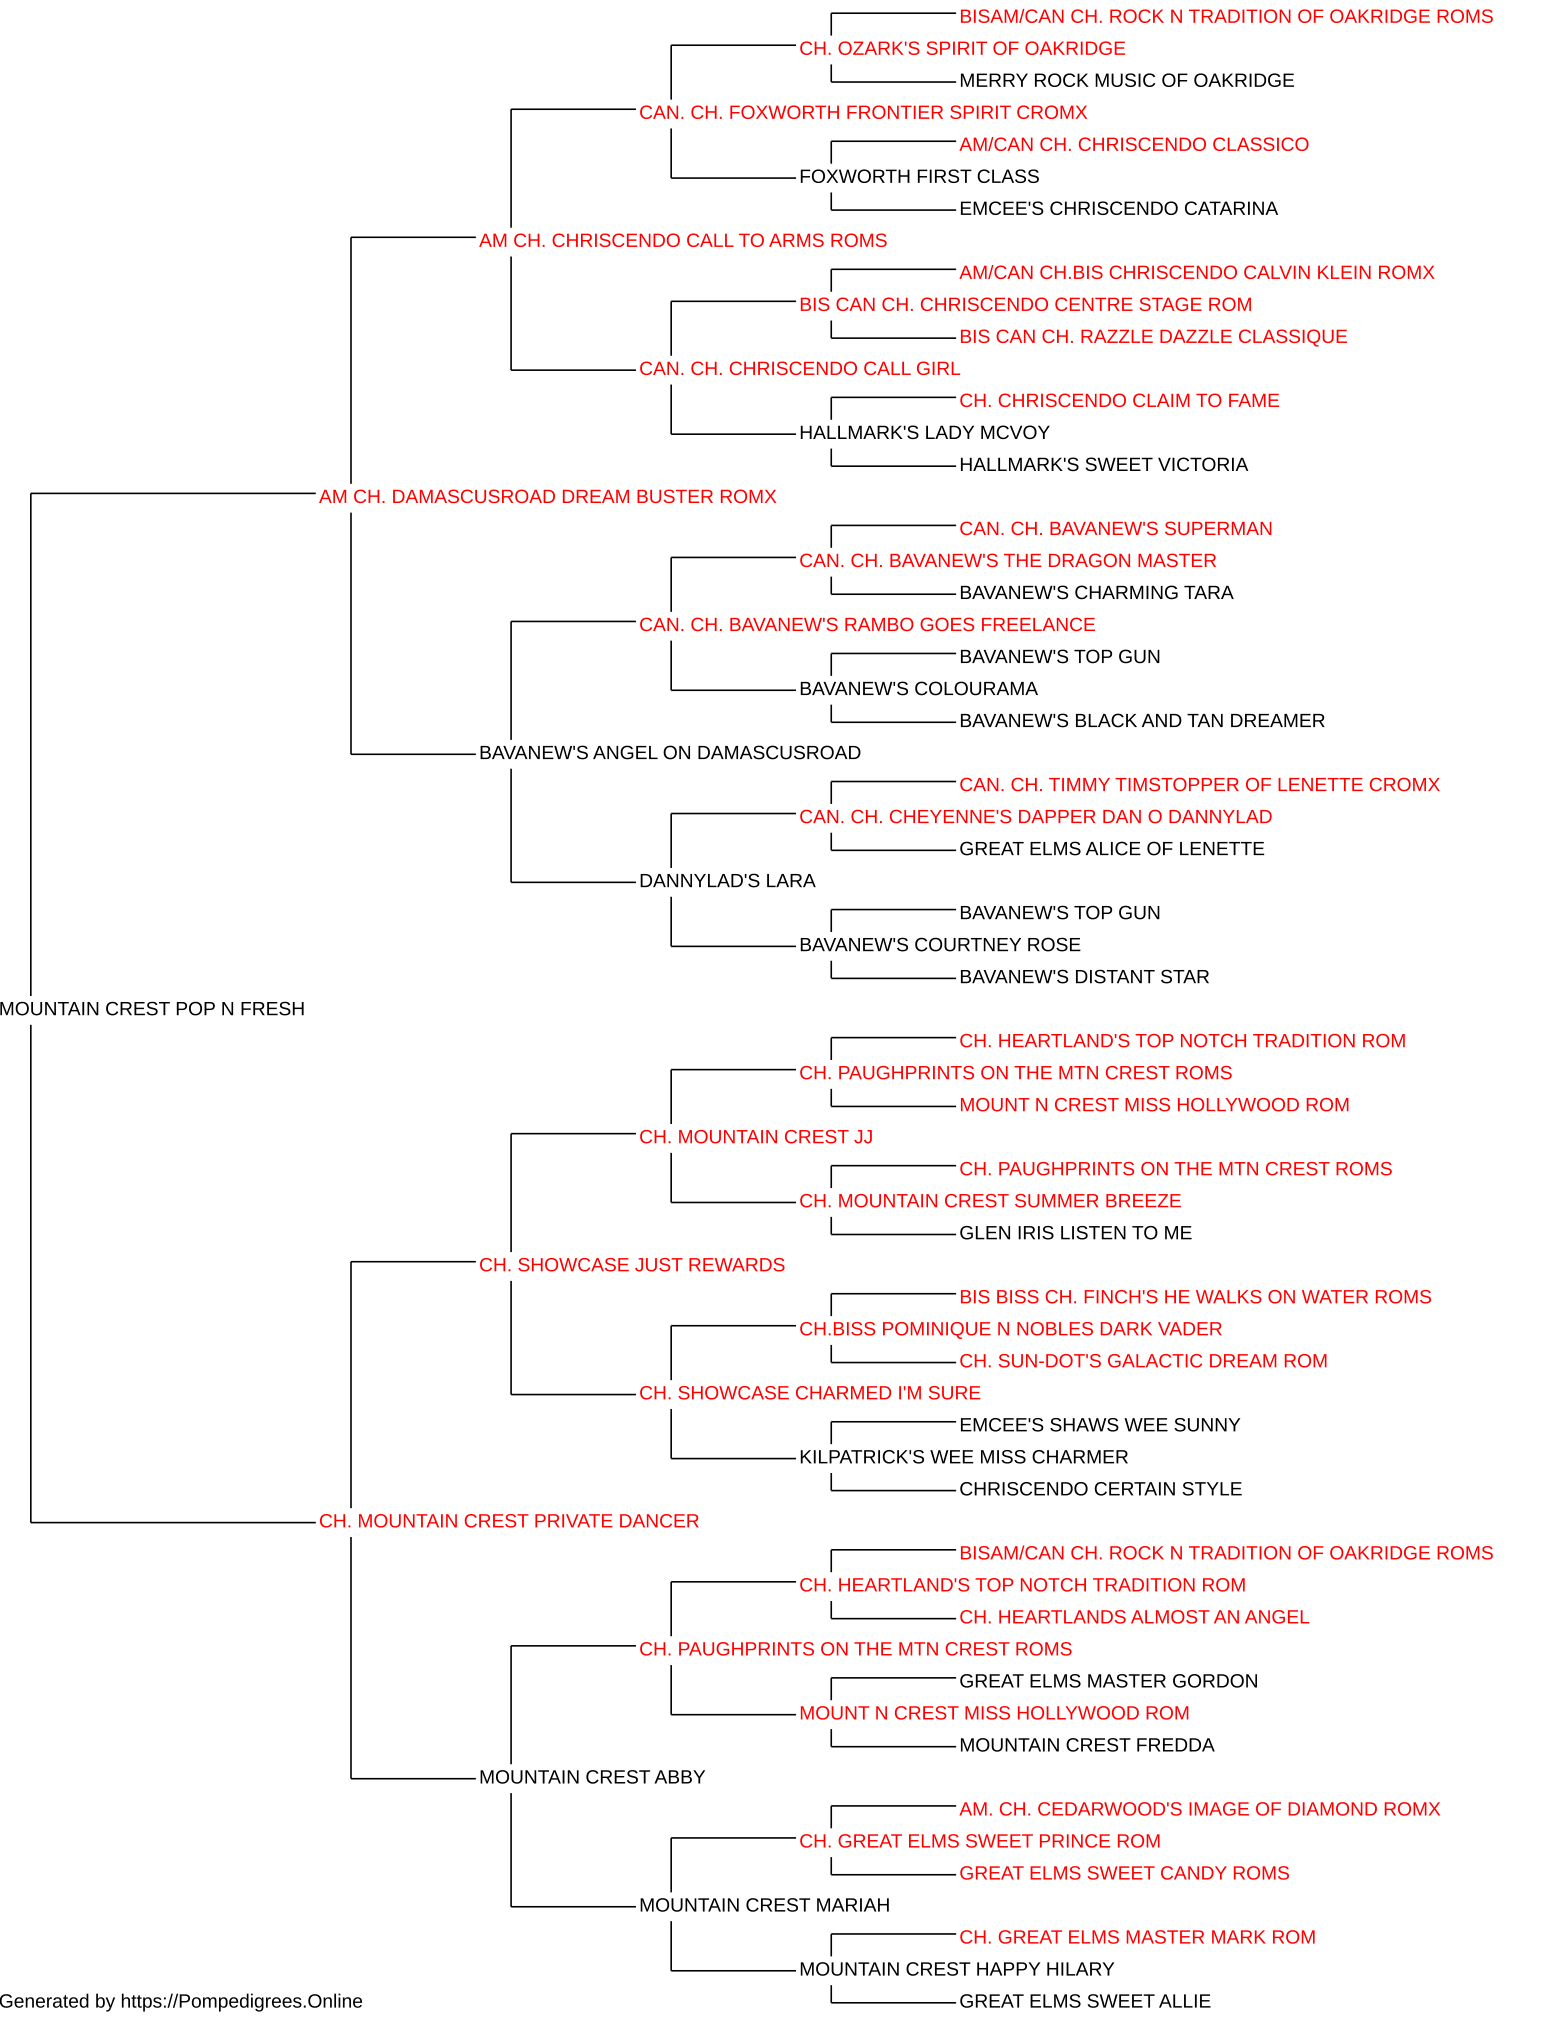 BISAM/CAN CH. ROCK N TRADITION OF OAKRIDGE ROMS
CH. OZARK'S SPIRIT OF OAKRIDGE
MERRY ROCK MUSIC OF OAKRIDGE
CAN. CH. FOXWORTH FRONTIER SPIRIT CROMX
AM/CAN CH. CHRISCENDO CLASSICO
FOXWORTH FIRST CLASS
EMCEE'S CHRISCENDO CATARINA
AM CH. CHRISCENDO CALL TO ARMS ROMS
AM/CAN CH.BIS CHRISCENDO CALVIN KLEIN ROMX
BIS CAN CH. CHRISCENDO CENTRE STAGE ROM
BIS CAN CH. RAZZLE DAZZLE CLASSIQUE
CAN. CH. CHRISCENDO CALL GIRL
CH. CHRISCENDO CLAIM TO FAME
HALLMARK'S LADY MCVOY
HALLMARK'S SWEET VICTORIA
AM CH. DAMASCUSROAD DREAM BUSTER ROMX
CAN. CH. BAVANEW'S SUPERMAN
CAN. CH. BAVANEW'S THE DRAGON MASTER
BAVANEW'S CHARMING TARA
CAN. CH. BAVANEW'S RAMBO GOES FREELANCE
BAVANEW'S TOP GUN
BAVANEW'S COLOURAMA
BAVANEW'S BLACK AND TAN DREAMER
BAVANEW'S ANGEL ON DAMASCUSROAD
CAN. CH. TIMMY TIMSTOPPER OF LENETTE CROMX
CAN. CH. CHEYENNE'S DAPPER DAN O DANNYLAD
GREAT ELMS ALICE OF LENETTE
DANNYLAD'S LARA
BAVANEW'S TOP GUN
BAVANEW'S COURTNEY ROSE
BAVANEW'S DISTANT STAR
MOUNTAIN CREST POP N FRESH
CH. HEARTLAND'S TOP NOTCH TRADITION ROM
CH. PAUGHPRINTS ON THE MTN CREST ROMS
MOUNT N CREST MISS HOLLYWOOD ROM
CH. MOUNTAIN CREST JJ
CH. PAUGHPRINTS ON THE MTN CREST ROMS
CH. MOUNTAIN CREST SUMMER BREEZE
GLEN IRIS LISTEN TO ME
CH. SHOWCASE JUST REWARDS
BIS BISS CH. FINCH'S HE WALKS ON WATER ROMS
CH.BISS POMINIQUE N NOBLES DARK VADER
CH. SUN-DOT'S GALACTIC DREAM ROM
CH. SHOWCASE CHARMED I'M SURE
EMCEE'S SHAWS WEE SUNNY
KILPATRICK'S WEE MISS CHARMER
CHRISCENDO CERTAIN STYLE
CH. MOUNTAIN CREST PRIVATE DANCER
BISAM/CAN CH. ROCK N TRADITION OF OAKRIDGE ROMS
CH. HEARTLAND'S TOP NOTCH TRADITION ROM
CH. HEARTLANDS ALMOST AN ANGEL
CH. PAUGHPRINTS ON THE MTN CREST ROMS
GREAT ELMS MASTER GORDON
MOUNT N CREST MISS HOLLYWOOD ROM
MOUNTAIN CREST FREDDA
MOUNTAIN CREST ABBY
AM. CH. CEDARWOOD'S IMAGE OF DIAMOND ROMX
CH. GREAT ELMS SWEET PRINCE ROM
GREAT ELMS SWEET CANDY ROMS
MOUNTAIN CREST MARIAH
CH. GREAT ELMS MASTER MARK ROM
MOUNTAIN CREST HAPPY HILARY
GREAT ELMS SWEET ALLIE
Generated by https://Pompedigrees.Online